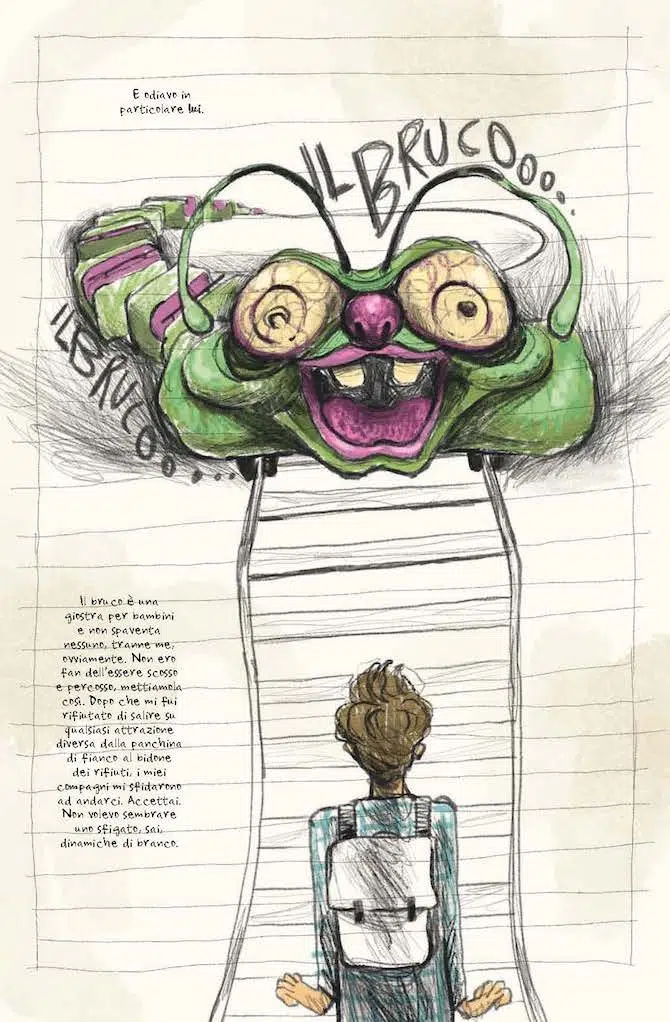 E odiavo in
particolare lui.
IL BRUCOooo...
IL BRUCOoo....
Il bruco è una
giostra per bambini
e non spaventa
nessuno, tranne me,
ovviamente. Non ero
fan dell'essere scosso
e percosso, mettiamola
così. Dopo che mi fui
rifiutato di salire su
qualsiasi attrazione
diversa dalla panchina
di fianco al bidone
dei rifiuti, i miei
compagni mi sfidarono
ad andarci. Accettai.
Non volevo sembrare
uno sfigato, sai,
dinamiche di branco.